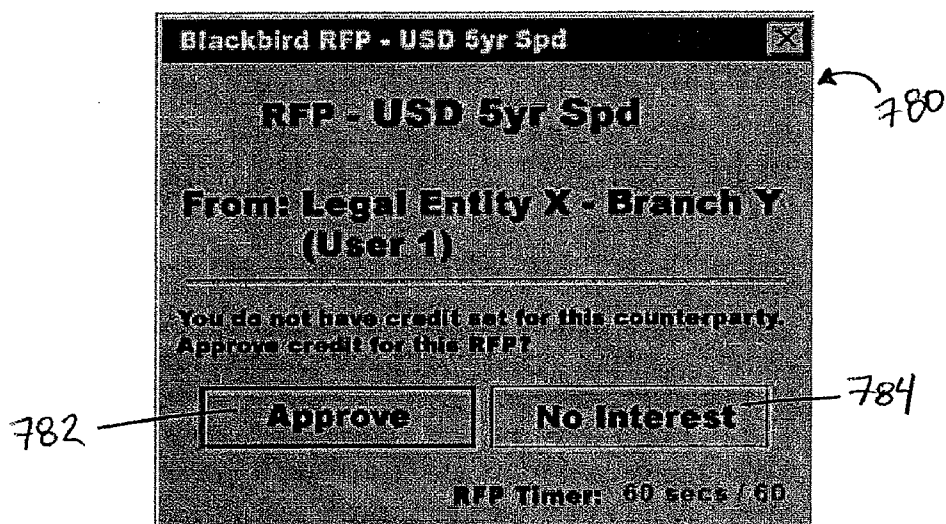 Blackbird RFP - USD 5yr Spd
780
RFP - USD 5yr Spd
From: Legal Entity X - Branch Y
(User 1)
You do not have credit set for this counterparty.
Approve credit for this RFP?
782
Approve
No Interest
784
RFP Timer: 60 secs / 60